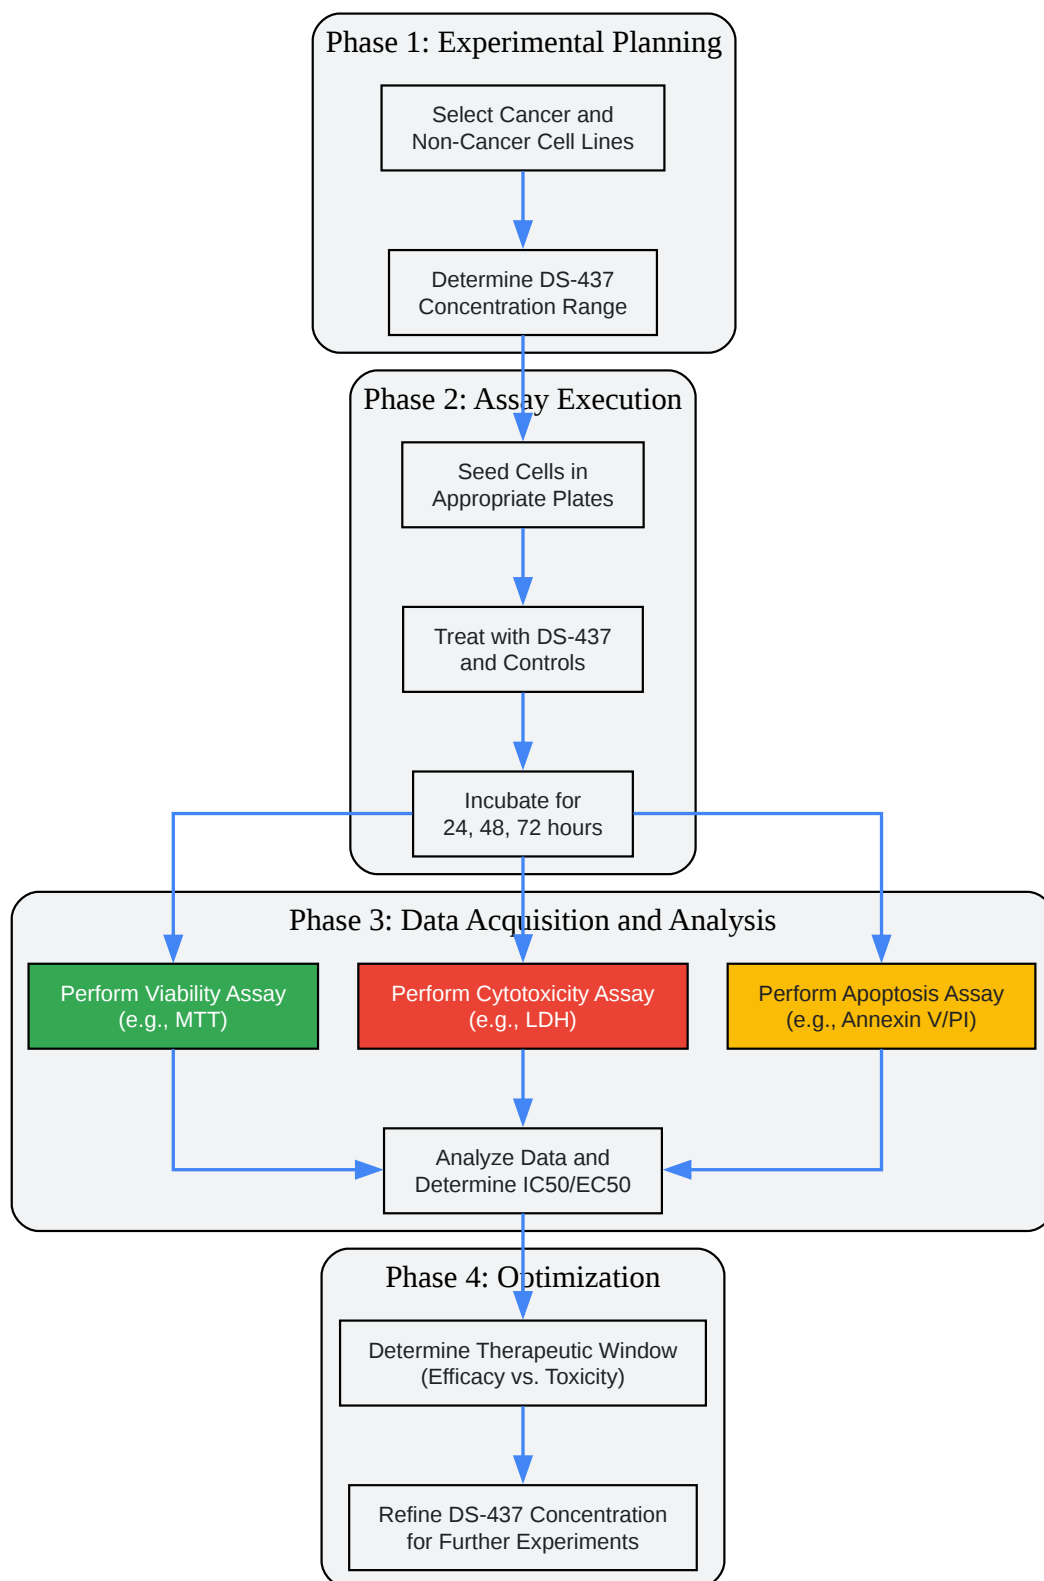 Phase 1: Experimental Planning
Select Cancer and
Non-Cancer Cell Lines
Determine DS-437
Concentration Range
Phase 2: Assay Execution
Seed Cells in
Appropriate Plates
Treat with DS-437
and Controls
Incubate for
24, 48, 72 hours
Phase 3: Data Acquisition and Analysis
Perform Viability Assay
(e.g., MTT)
Perform Cytotoxicity Assay
(e.g., LDH)
Perform Apoptosis Assay
(e.g., Annexin V/PI)
Analyze Data and
Determine IC50/EC50
Phase 4: Optimization
Determine Therapeutic Window
(Efficacy vs. Toxicity)
Refine DS-437 Concentration
for Further Experiments